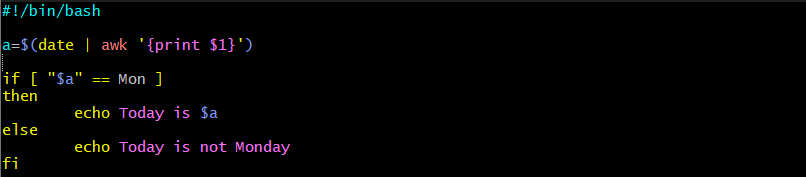 #!/bin/bash

a=$(date | awk '{print $1}')

if [ "$a" == Mon ]
then
        echo Today is $a
else
        echo Today is not Monday
fi